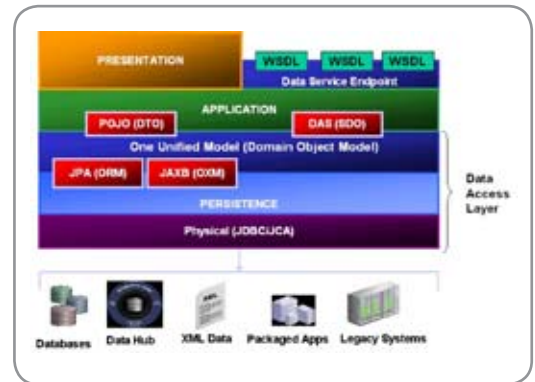 PRESENTATION
WSDL WSDL WSDL
Data Service Endpoint
APPLICATION
POJO (DTO) DAS (SDO)
One Unified Model (Domain Object Model)
JPA (ORM) JAXB (OXM)
Data
Access
Layer
PERSISTENCE
Physical (JDBC/JCA)
XML
Databases Data Hub XML Data Packaged Apps Legacy Systems